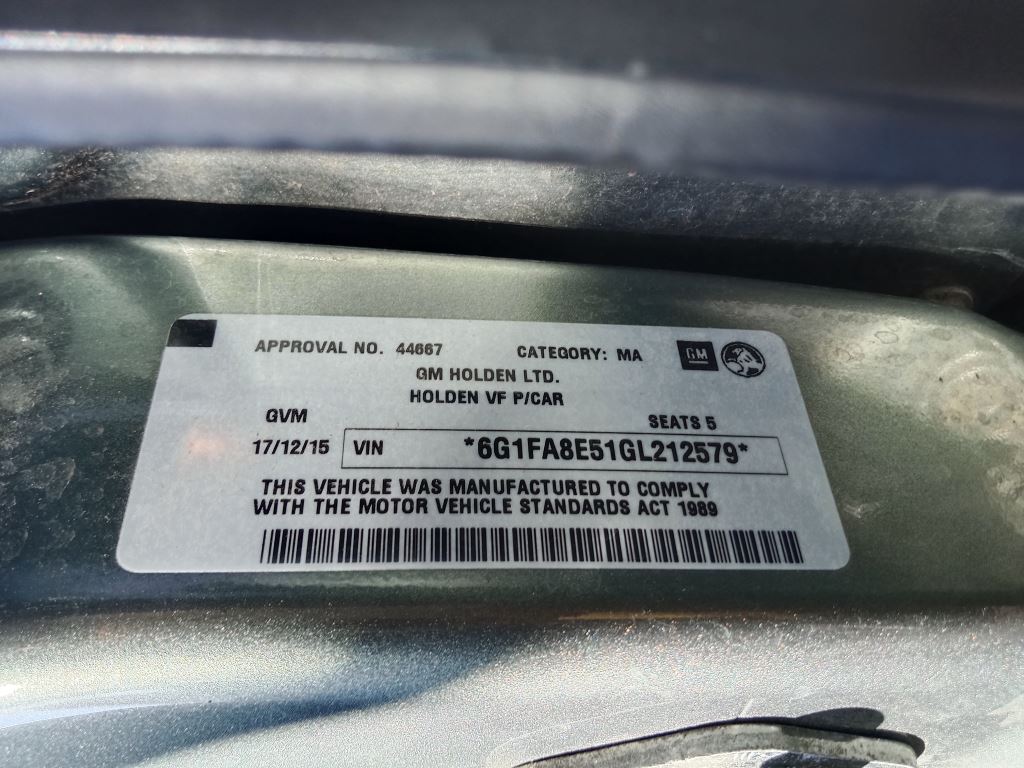 APPROVAL NO. 44667 CATEGORY: MA GM
GM HOLDEN LTD.
HOLDEN VF P/CAR
GVM SEATS 5
17/12/15 VIN *6G1FA8E51GL212579*
THIS VEHICLE WAS MANUFACTURED TO COMPLY
WITH THE MOTOR VEHICLE STANDARDS ACT 1989